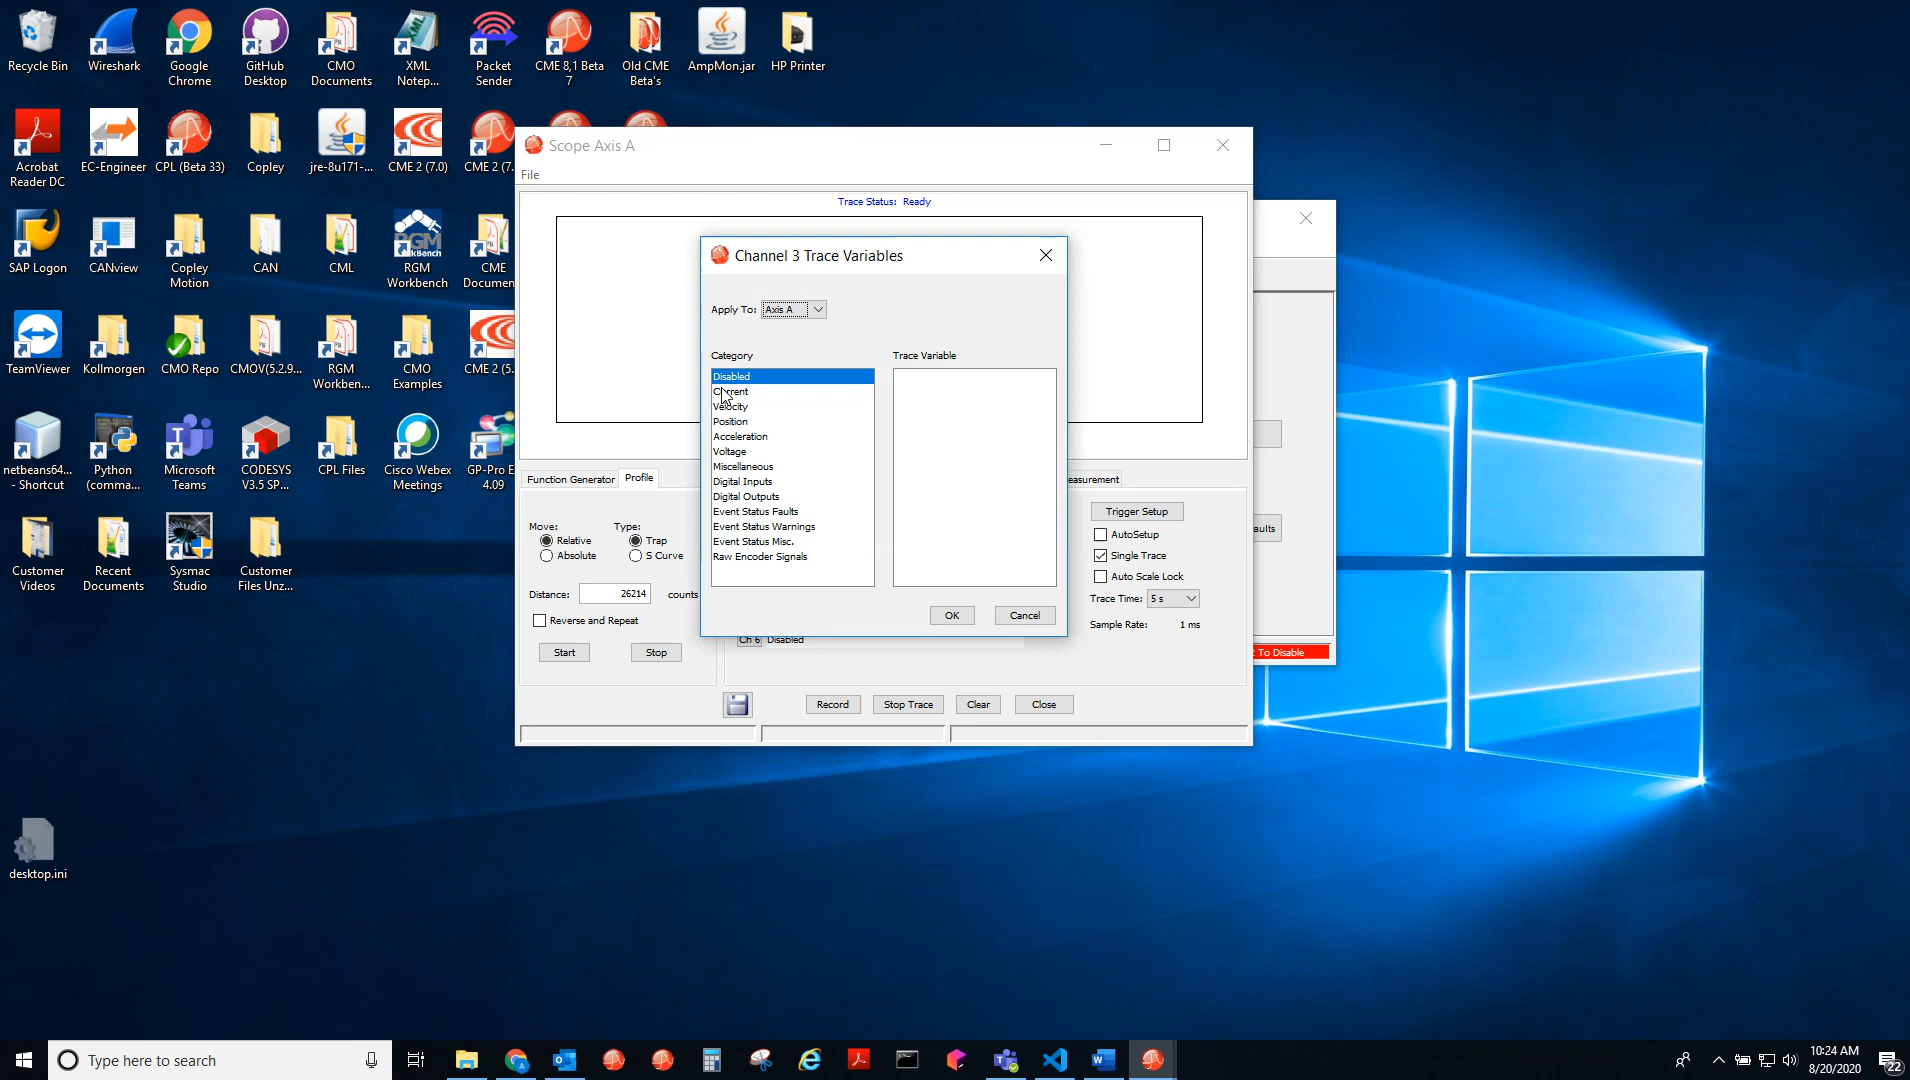 Recycle Bin
Wireshark
Google
Chrome
GitHub
Desktop
CMO
Documents
XML
Notep...
Packet
Sender
CME 8,1 Beta
7
Old CME
Beta's
AmpMon.jar
HP Printer
Acrobat
Reader DC
EC-Engineer
CPL (Beta 33)
Copley
jre-8u171-...
CME 2 (7.0)
CME 2 (7.
SAP Logon
CANview
Copley
Motion
CAN
CML
RGM
Workbench
CME
Documen
TeamViewer
Kollmorgen
CMO Repo
CMOV(5.2.9...
RGM
Workben...
CMO
Examples
CME 2 (5.
netbeans64...
- Shortcut
Python
(comma...
Microsoft
Teams
CODESYS
V3.5 SP...
CPL Files
Cisco Webex
Meetings
GP-Pro E
4.09
Customer
Videos
Recent
Documents
Sysmac
Studio
Customer
Files Unz...
desktop.ini
Scope Axis A
File
Trace Status: Ready
Channel 3 Trace Variables
Apply To: Axis A
Category
Trace Variable
Disabled
Current
Velocity
Position
Acceleration
Voltage
Miscellaneous
Digital Inputs
Digital Outputs
Event Status Faults
Event Status Warnings
Event Status Misc.
Raw Encoder Signals
OK
Cancel
Function Generator
Profile
easurement
Move:
Type:
Relative
Trap
Absolute
S Curve
Distance: 26214 counts
Reverse and Repeat
Start
Stop
Ch 6 Disabled
Trigger Setup
AutoSetup
Single Trace
Auto Scale Lock
Trace Time: 5 s
Sample Rate: 1 ms
Record
Stop Trace
Clear
Close
aults
To Disable
Type here to search
10:24 AM
8/20/2020
22